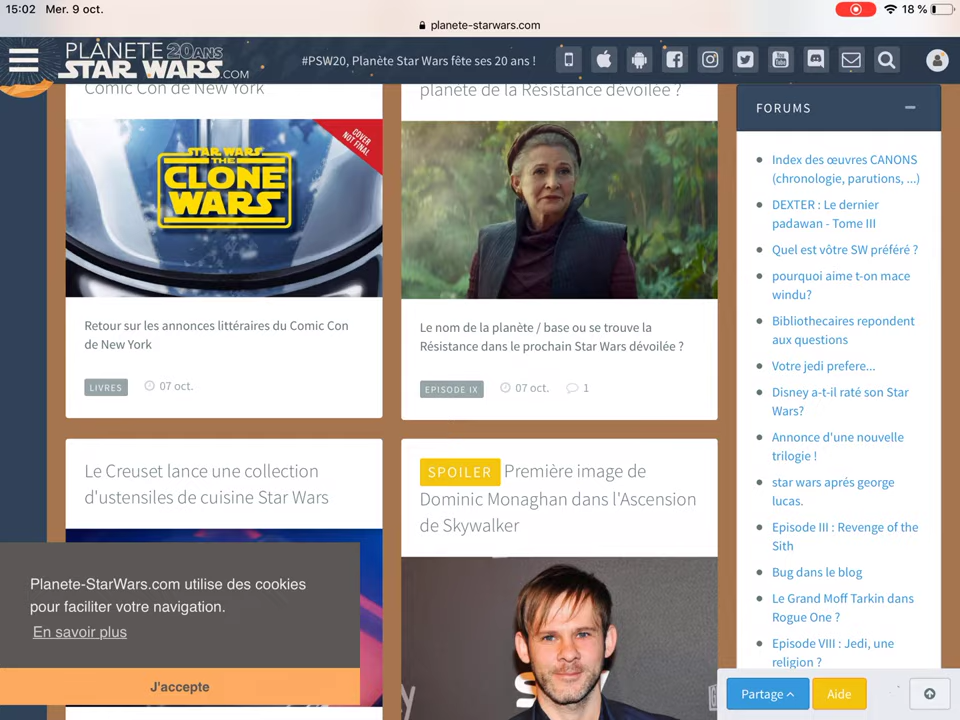 15:02 Mer. 9 oct.
18 %
planete-starwars.com
PLANETE 20ANS
STAR WARS.COM
#PSW20, Planète Star Wars fête ses 20 ans !
Comic Con de New York
COVER
NOT FINAL
STAR WARS
THE
CLONE
WARS
Retour sur les annonces littéraires du Comic Con
de New York
LIVRES
07 oct.
planète de la Résistance dévoilée ?
Le nom de la planète / base ou se trouve la
Résistance dans le prochain Star Wars dévoilée ?
EPISODE IX
07 oct.
1
Le Creuset lance une collection
d'ustensiles de cuisine Star Wars
SPOILER Première image de
Dominic Monaghan dans l'Ascension
de Skywalker
FORUMS
Index des œuvres CANONS
(chronologie, parutions, ...)
DEXTER : Le dernier
padawan - Tome III
Quel est vôtre SW préféré ?
pourquoi aime t-on mace
windu?
Bibliothecaires repondent
aux questions
Votre jedi prefere...
Disney a-t-il raté son Star
Wars?
Annonce d'une nouvelle
trilogie !
star wars aprés george
lucas.
Episode III : Revenge of the
Sith
Bug dans le blog
Le Grand Moff Tarkin dans
Rogue One ?
Episode VIII : Jedi, une
religion ?
Planete-StarWars.com utilise des cookies
pour faciliter votre navigation.
En savoir plus
J'accepte
Partage
Aide